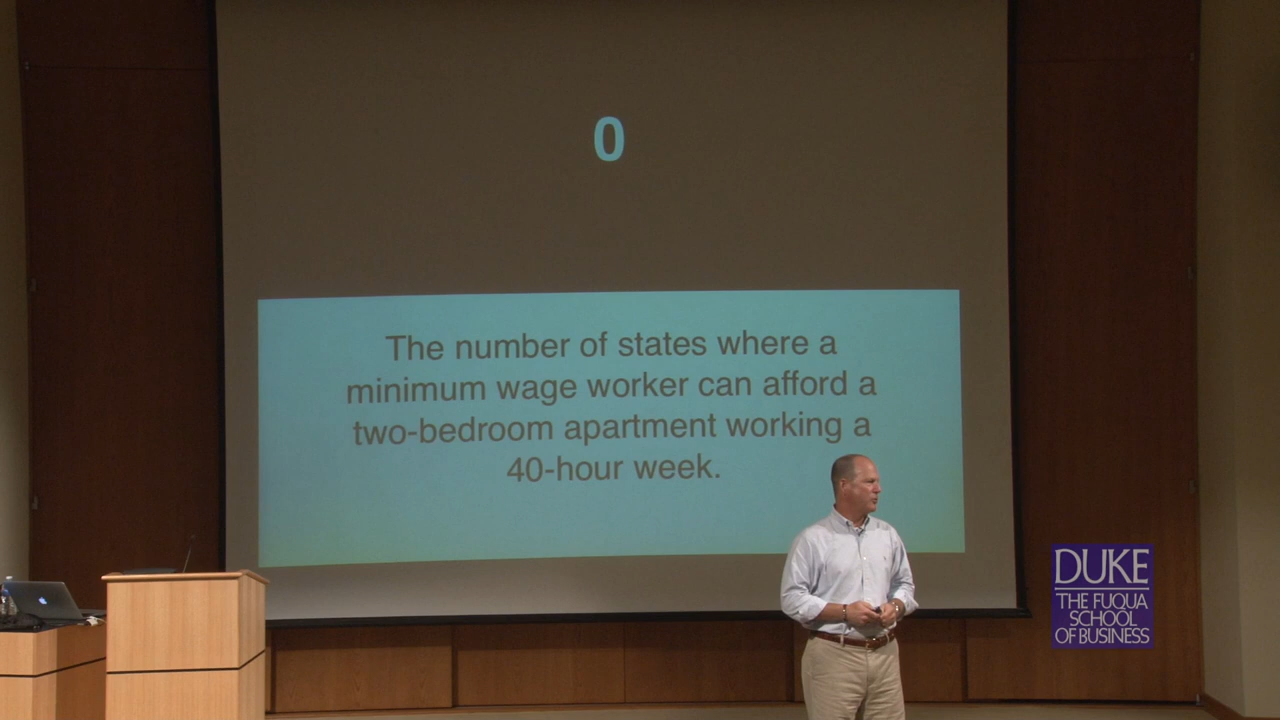 0
The number of states where a
minimum wage worker can afford a
two-bedroom apartment working a
40-hour week.
DUKE
THE FUQUA
SCHOOL
OF BUSINESS